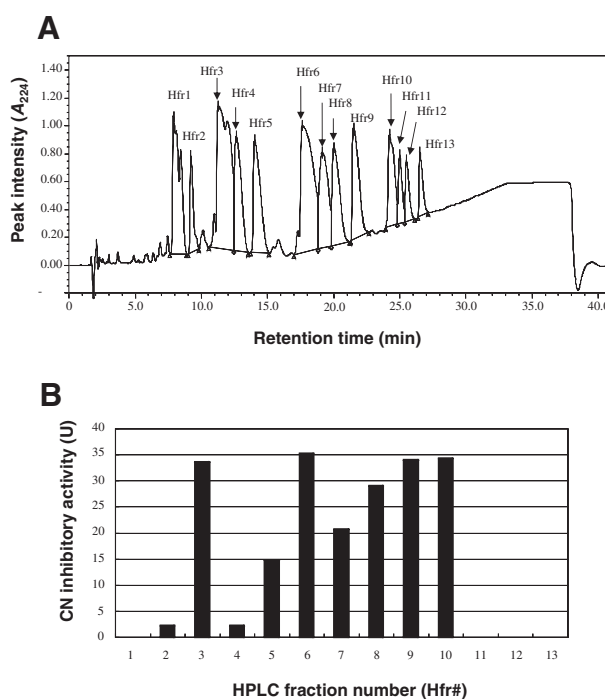 A
Peak intensity (A224)
1.40
1.20
1.00
0.80
0.60
0.40
0.20
0.00
-
Hfr1
Hfr2
Hfr3
Hfr4
Hfr5
Hfr6
Hfr7
Hfr8
Hfr9
Hfr10
Hfr11
Hfr12
Hfr13
0 5.0 10.0 15.0 20.0 25.0 30.0 35.0 40.0
Retention time (min)
B
CN inhibitory activity (U)
40
35
30
25
20
15
10
5
0
1 2 3 4 5 6 7 8 9 10 11 12 13
HPLC fraction number (Hfr#)